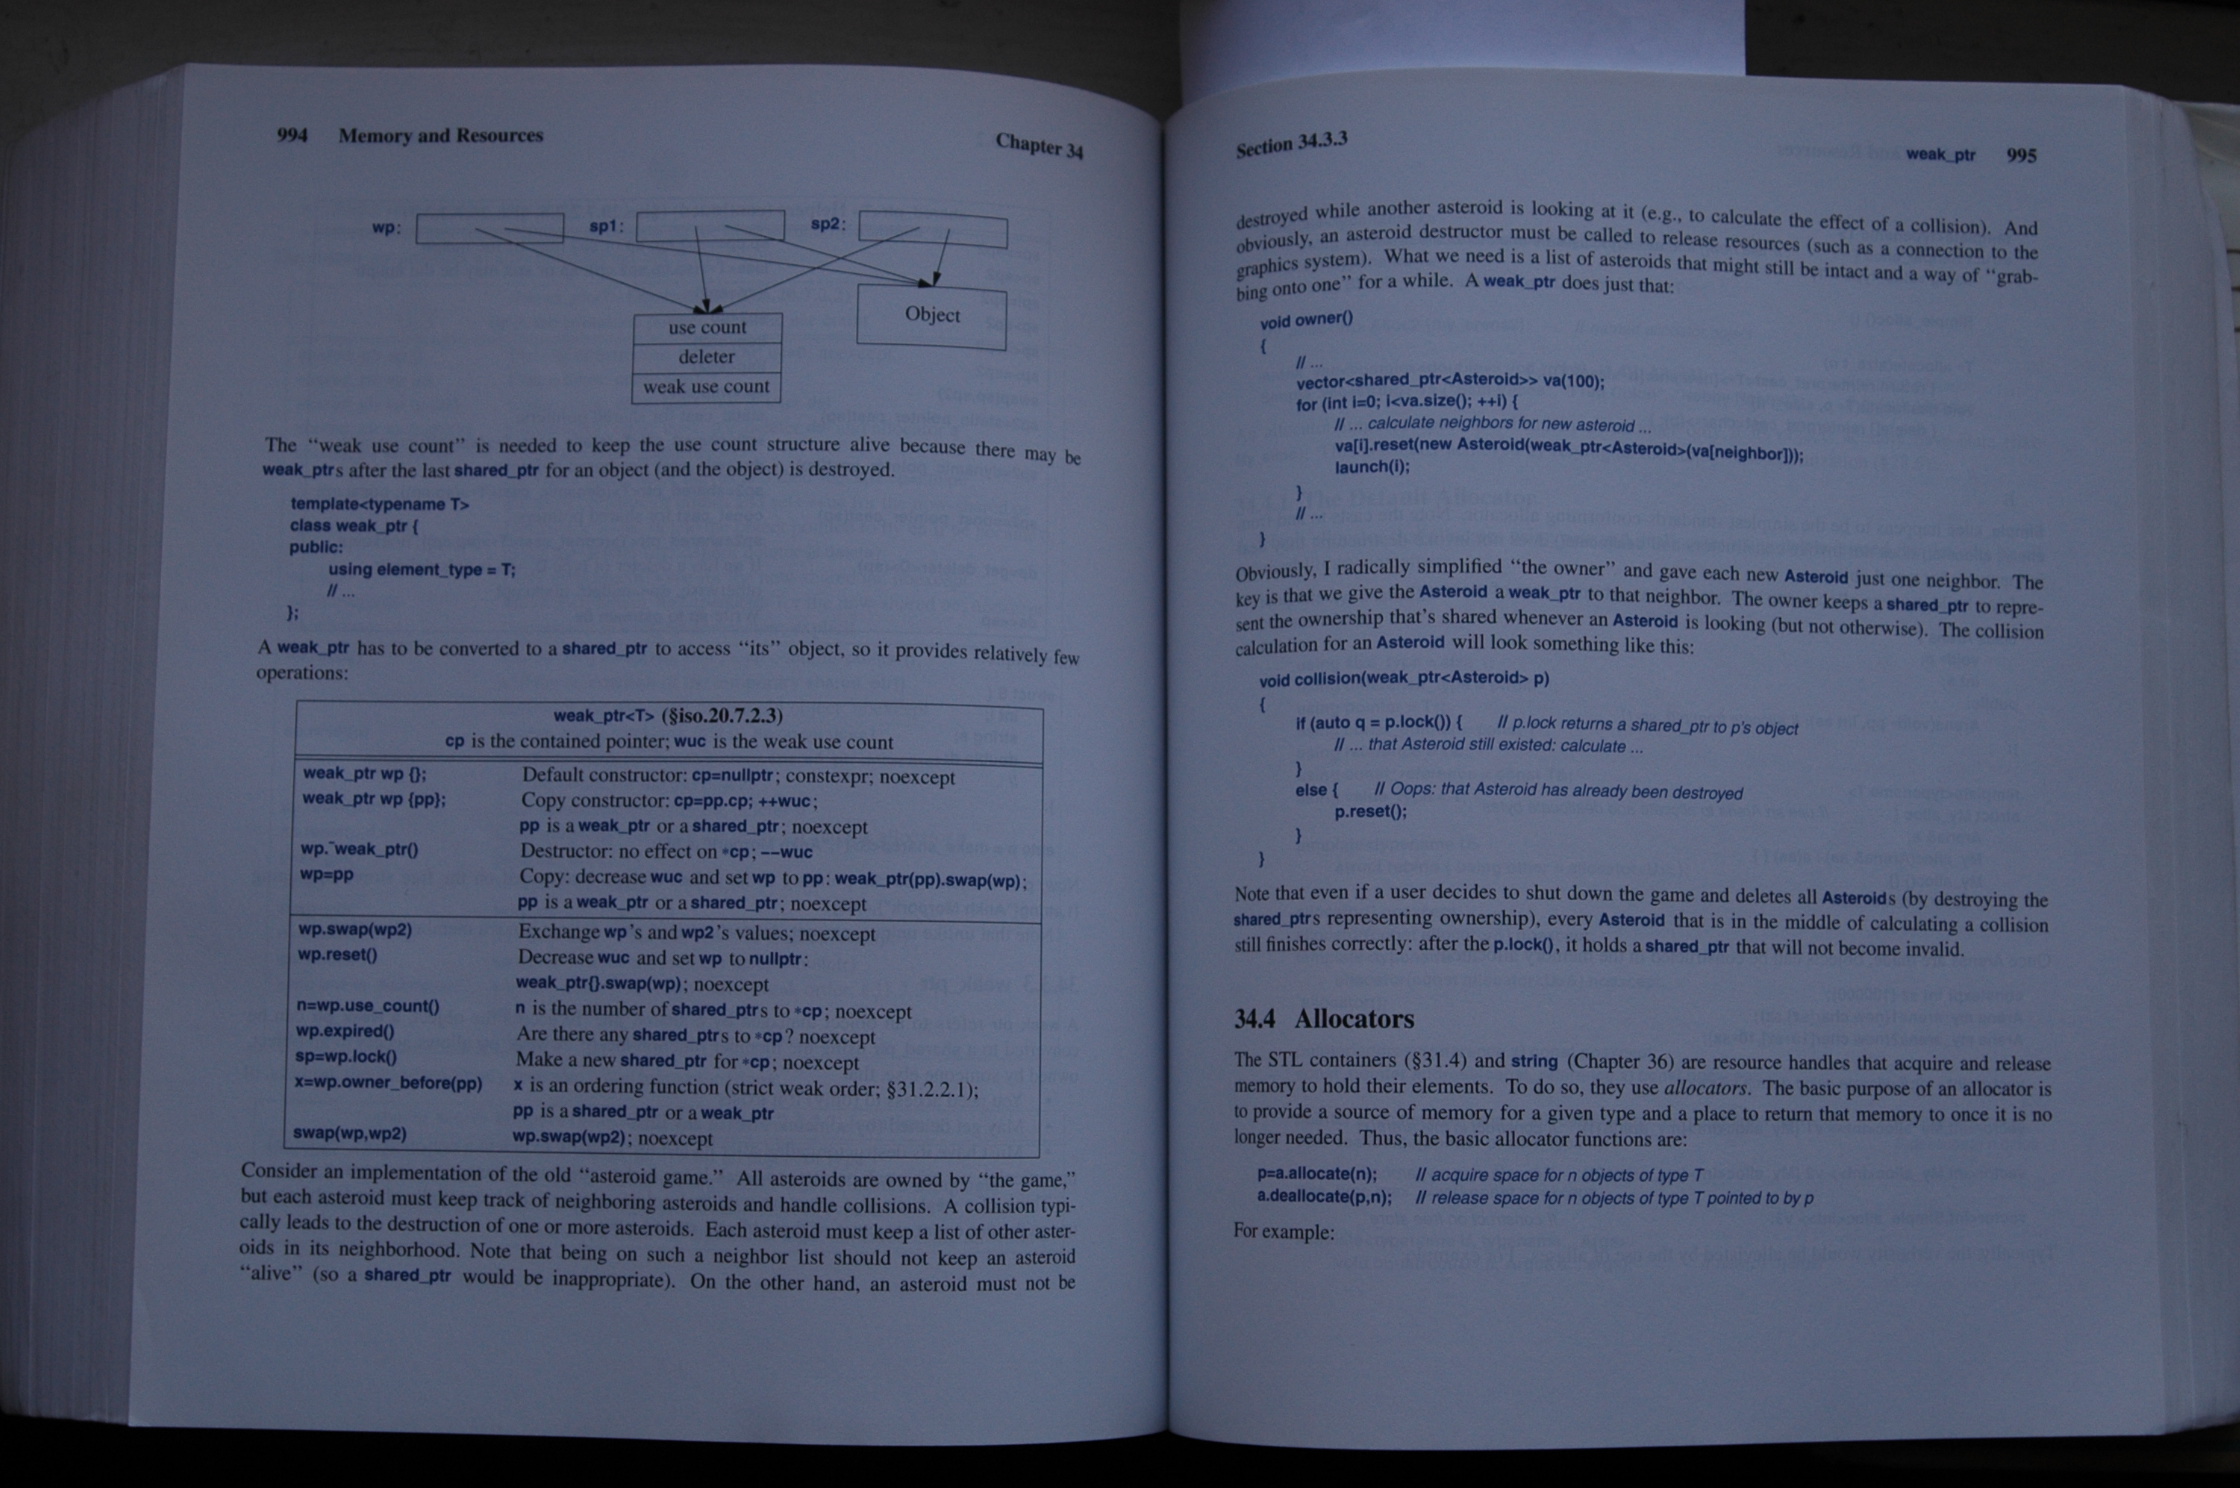 994 Memory and Resources Chapter 34
wp: sp1: sp2:
use count
deleter
weak use count
Object
The “weak use count” is needed to keep the use count structure alive because there may be
weak_ptrs after the last shared_ptr for an object (and the object) is destroyed.
template<typename T>
class weak_ptr {
public:
using element_type = T;
// ...
};
A weak_ptr has to be converted to a shared_ptr to access “its” object, so it provides relatively few
operations:
weak_ptr<T> (§iso.20.7.2.3)
cp is the contained pointer; wuc is the weak use count
weak_ptr wp {}; Default constructor: cp=nullptr; constexpr; noexcept
weak_ptr wp {pp}; Copy constructor: cp=pp.cp; ++wuc;
pp is a weak_ptr or a shared_ptr; noexcept
wp.~weak_ptr() Destructor: no effect on *cp; −−wuc
wp=pp Copy: decrease wuc and set wp to pp: weak_ptr(pp).swap(wp);
pp is a weak_ptr or a shared_ptr; noexcept
wp.swap(wp2) Exchange wp’s and wp2’s values; noexcept
wp.reset() Decrease wuc and set wp to nullptr:
weak_ptr{}.swap(wp); noexcept
n=wp.use_count() n is the number of shared_ptrs to *cp; noexcept
wp.expired() Are there any shared_ptrs to *cp? noexcept
sp=wp.lock() Make a new shared_ptr for *cp; noexcept
x=wp.owner_before(pp) x is an ordering function (strict weak order; §31.2.2.1);
pp is a shared_ptr or a weak_ptr
swap(wp,wp2) wp.swap(wp2); noexcept
Consider an implementation of the old “asteroid game.” All asteroids are owned by “the game,”
but each asteroid must keep track of neighboring asteroids and handle collisions. A collision typi-
cally leads to the destruction of one or more asteroids. Each asteroid must keep a list of other aster-
oids in its neighborhood. Note that being on such a neighbor list should not keep an asteroid
“alive” (so a shared_ptr would be inappropriate). On the other hand, an asteroid must not be
Section 34.3.3 weak_ptr 995
destroyed while another asteroid is looking at it (e.g., to calculate the effect of a collision). And
obviously, an asteroid destructor must be called to release resources (such as a connection to the
graphics system). What we need is a list of asteroids that might still be intact and a way of “grab-
bing onto one” for a while. A weak_ptr does just that:
void owner()
{
// ...
vector<shared_ptr<Asteroid>> va(100);
for (int i=0; i<va.size(); ++i) {
// ... calculate neighbors for new asteroid ...
va[i].reset(new Asteroid(weak_ptr<Asteroid>(va[neighbor]));
launch(i);
}
// ...
}
Obviously, I radically simplified “the owner” and gave each new Asteroid just one neighbor. The
key is that we give the Asteroid a weak_ptr to that neighbor. The owner keeps a shared_ptr to repre-
sent the ownership that’s shared whenever an Asteroid is looking (but not otherwise). The collision
calculation for an Asteroid will look something like this:
void collision(weak_ptr<Asteroid> p)
{
if (auto q = p.lock()) { // p.lock returns a shared_ptr to p’s object
// ... that Asteroid still existed: calculate ...
}
else { // Oops: that Asteroid has already been destroyed
p.reset();
}
}
Note that even if a user decides to shut down the game and deletes all Asteroids (by destroying the
shared_ptrs representing ownership), every Asteroid that is in the middle of calculating a collision
still finishes correctly: after the p.lock(), it holds a shared_ptr that will not become invalid.
34.4 Allocators
The STL containers (§31.4) and string (Chapter 36) are resource handles that acquire and release
memory to hold their elements. To do so, they use allocators. The basic purpose of an allocator is
to provide a source of memory for a given type and a place to return that memory to once it is no
longer needed. Thus, the basic allocator functions are:
p=a.allocate(n); // acquire space for n objects of type T
a.deallocate(p,n); // release space for n objects of type T pointed to by p
For example: